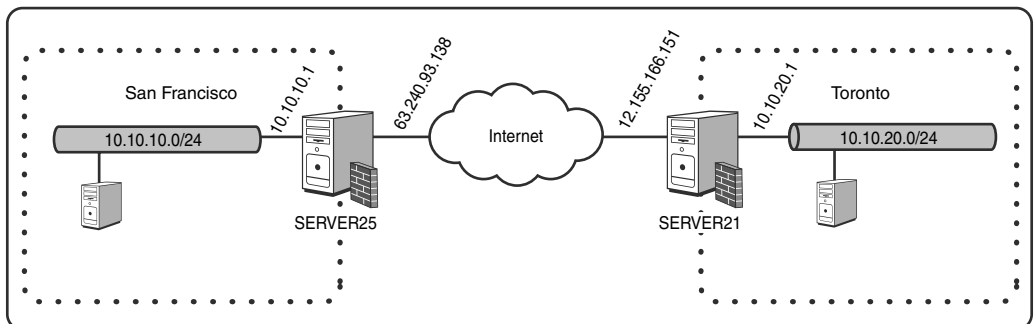 San Francisco
10.10.10.0/24
10.10.10.1
63.240.93.138
SERVER25
Internet
12.155.166.151
10.10.20.1
SERVER21
Toronto
10.10.20.0/24